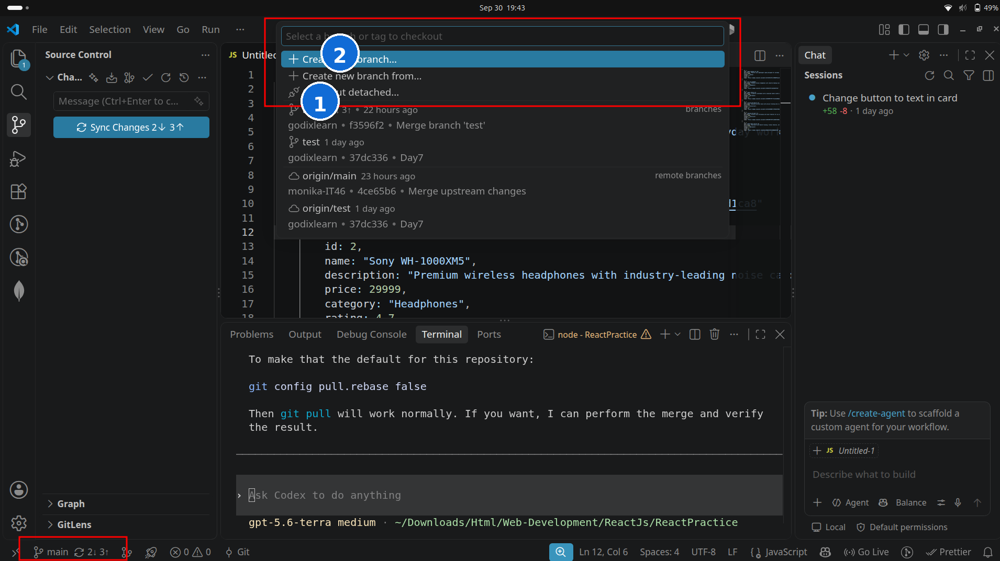 Sep 30 19:43
49%
File Edit Selection View Go Run ...
Source Control
1
Cha...
Message (Ctrl+Enter to c...
Sync Changes 2↓ 3↑
Graph
GitLens
JS Untitled
Select a or tag to checkout
branch...
2
Create new branch from...
detached...
1
3↑ • 22 hours ago
branches
godixlearn • f3596f2 • Merge branch 'test'
test 1 day ago
godixlearn • 37dc336 • Day7
origin/main 23 hours ago
remote branches
monika-IT46 • 4ce65b6 • Merge upstream changes
origin/test 1 day ago
godixlearn • 37dc336 • Day7
1
2
3
4
5
6
7
8
9
10
11
12
13 id: 2,
14 name: "Sony WH-1000XM5",
15 description: "Premium wireless headphones with industry-leading noise
16 price: 29999,
17 category: "Headphones",
18 rating: 4.7
Problems Output Debug Console Terminal Ports
node - ReactPractice
To make that the default for this repository:
git config pull.rebase false
Then git pull will work normally. If you want, I can perform the merge and verify
the result.
› Ask Codex to do anything
gpt-5.6-terra medium · ~/Downloads/Html/Web-Development/ReactJs/ReactPractice
Chat
Sessions
Change button to text in card
+58 -8 · 1 day ago
Tip: Use /create-agent to scaffold a
custom agent for your workflow.
JS Untitled-1
Describe what to build
Agent Balance
Local Default permissions
main 2↓ 3↑ 0 0 Git
Ln 12, Col 6 Spaces: 4 UTF-8 LF JavaScript Go Live Prettier